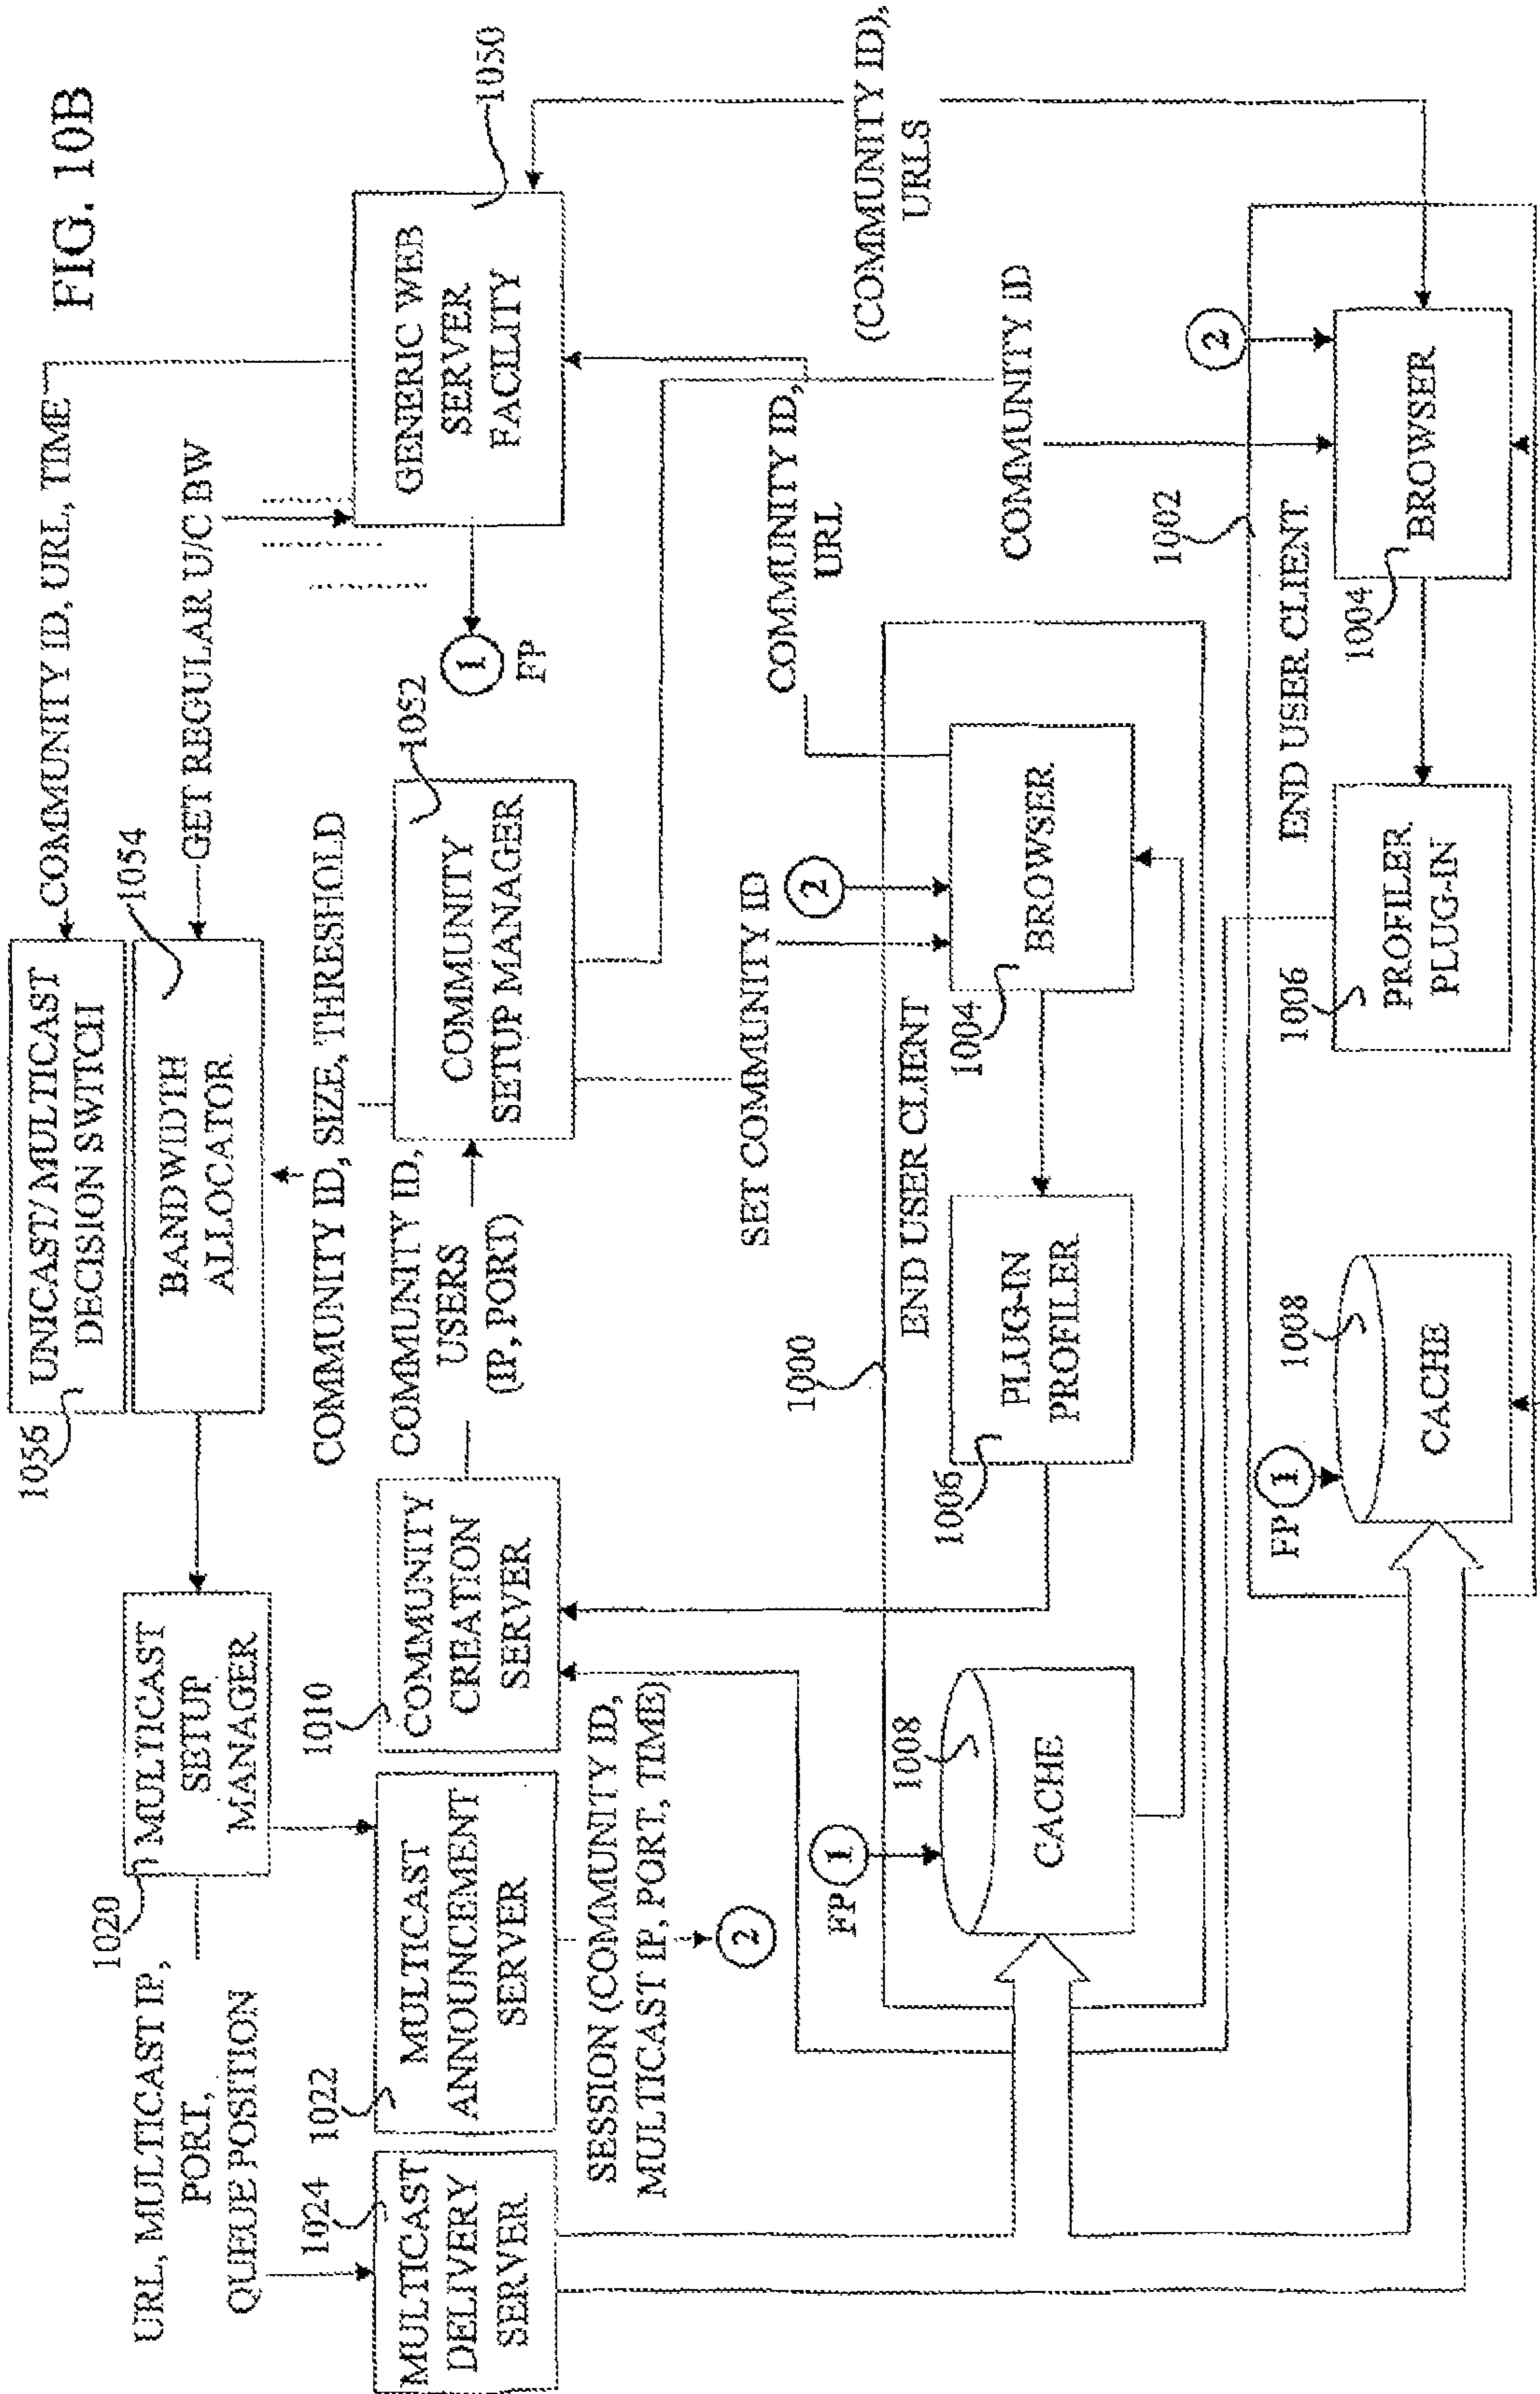 FIG. 10B
UNICAST/MULTICAST
DECISION SWITCH
1056
BANDWIDTH
ALLOCATOR
1054
COMMUNITY ID, URL, TIME
GET REGULAR U/C BW
GENERIC WEB
SERVER
FACILITY
1050
1
FP
MULTICAST
SETUP
MANAGER
1020
URL, MULTICAST IP,
PORT,
QUEUE POSITION
COMMUNITY ID, SIZE, THRESHOLD
MULTICAST
DELIVERY
SERVER
1024
MULTICAST
ANNOUNCEMENT
SERVER
1022
COMMUNITY
CREATION
SERVER
1010
COMMUNITY ID,
USERS
(IP, PORT)
COMMUNITY
SETUP MANAGER
1052
SESSION (COMMUNITY ID,
MULTICAST IP, PORT, TIME)
2
SET COMMUNITY ID
2
COMMUNITY ID,
URL
(COMMUNITY ID),
URLS
COMMUNITY ID
1000
END USER CLIENT
FP 1
CACHE
1008
PLUG-IN
PROFILER
1006
BROWSER
1004
1002
END USER CLIENT
FP 1
CACHE
1008
PROFILER
PLUG-IN
1006
BROWSER
1004
2